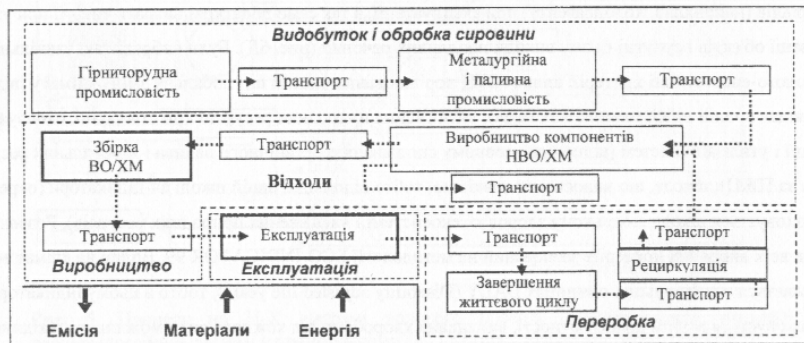 Видобуток і обробка сировини
Гірничорудна
промисловість
Транспорт
Металургійна
і паливна
промисловість
Транспорт
Збірка
ВО/ХМ
Транспорт
Виробництво компонентів
НВО/ХМ
Відходи
Транспорт
Транспорт
Виробництво
Експлуатація
Експлуатація
Транспорт
Завершення
життєвого циклу
Транспорт
Рециркуляція
Транспорт
Переробка
Емісія
Матеріали
Енергія